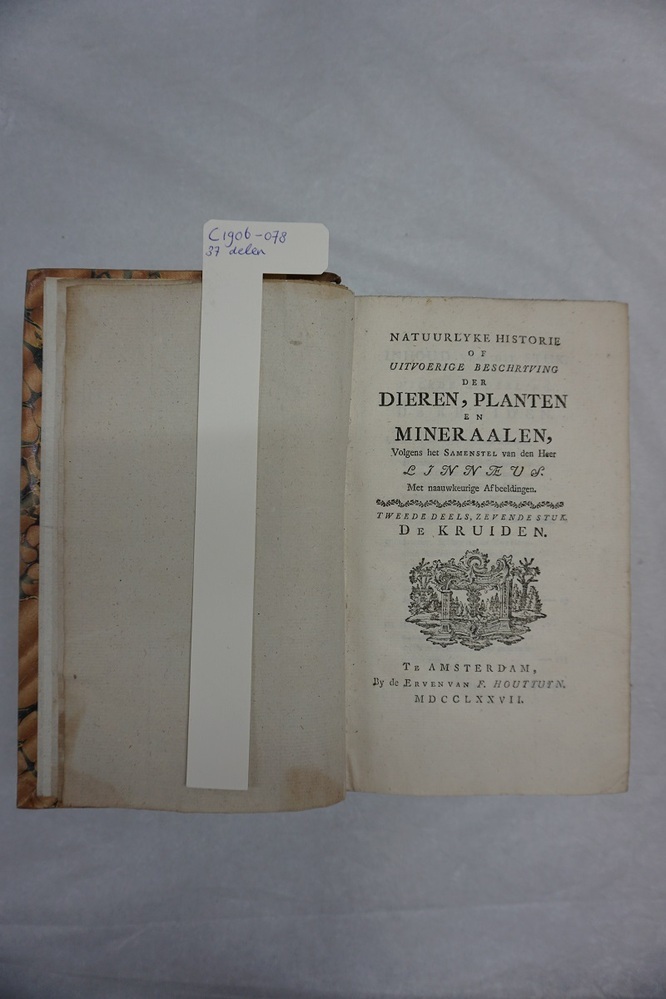 C1906-078
37 delen
NATUURLYKE HISTORIE
OF
UITVOERIGE BESCHRYVING
DER
DIEREN, PLANTEN
EN
MINERAALEN,
Volgens het SAMENSTEL van den Heer
LINNÆUS.
Met naauwkeurige Afbeeldingen.
TWEEDE DEELS, ZEVENDE STUK.
DE KRUIDEN.
TE AMSTERDAM,
By de ERVEN VAN F. HOUTTUYN.
MDCCLXXVII.